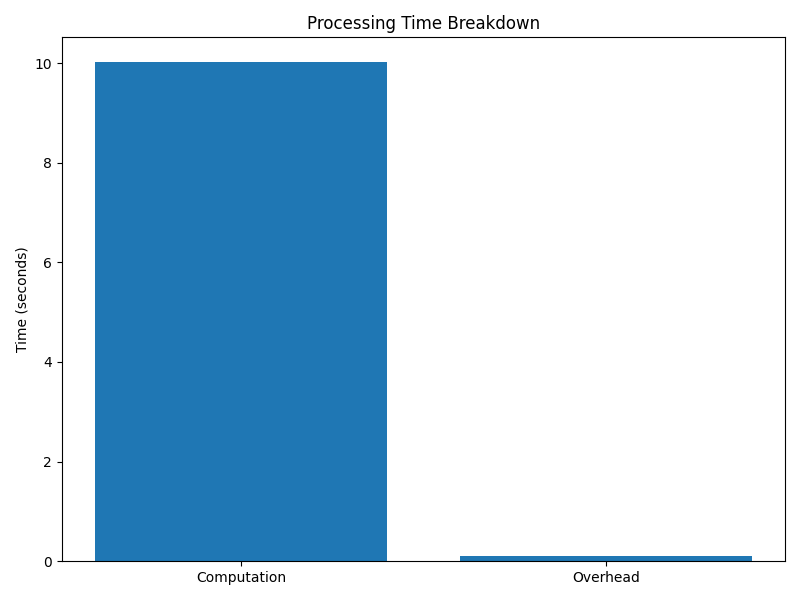 Processing Time Breakdown
Time (seconds)
10
8
6
4
2
0
Computation
Overhead